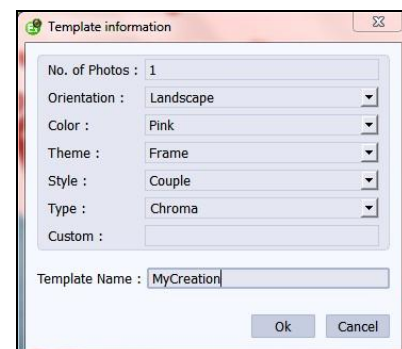 Template information
No. of Photos : 1
Orientation : Landscape
Color : Pink
Theme : Frame
Style : Couple
Type : Chroma
Custom :
Template Name : MyCreation
Ok Cancel